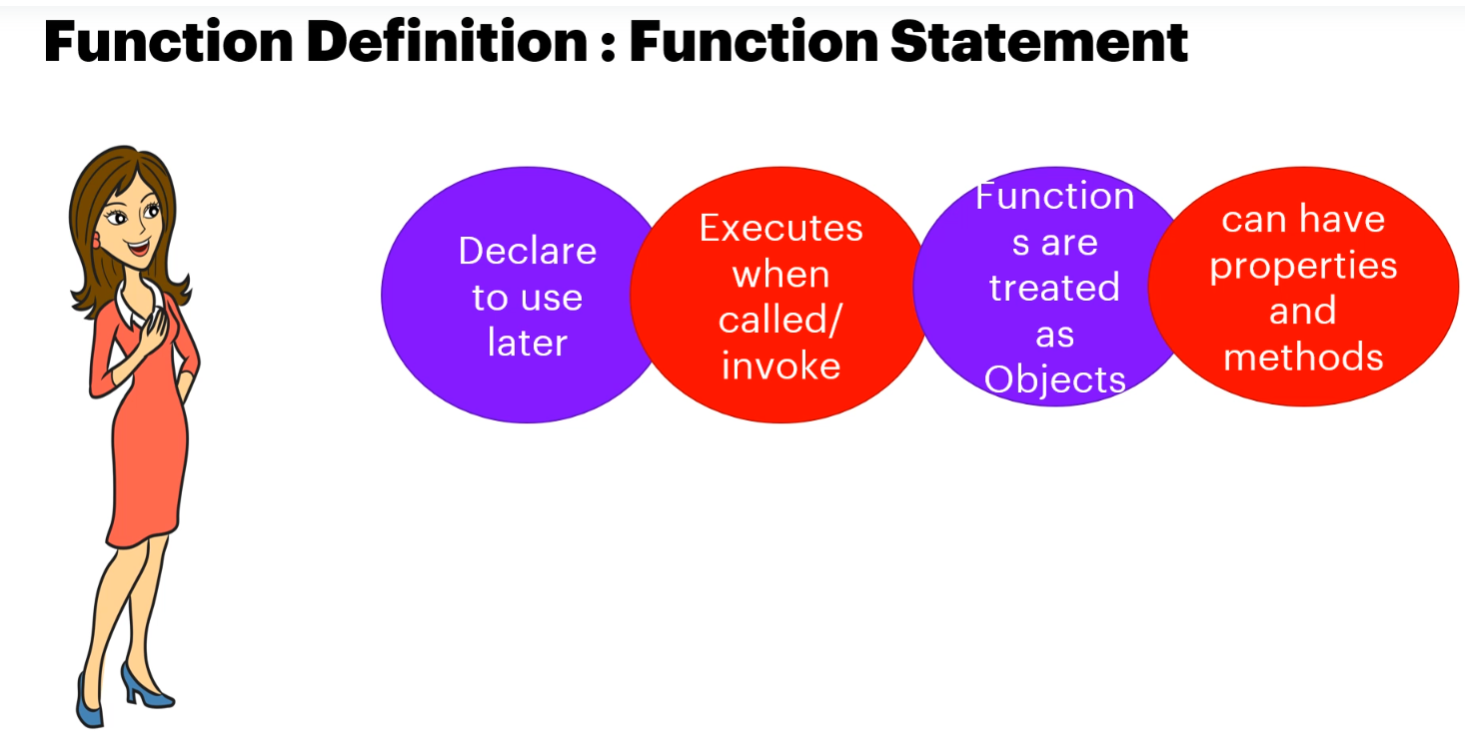 Function Definition : Function Statement
Declare
to use
later
Executes
when
called/
invoke
Function
s are
treated
as
Objects
can have
properties
and
methods